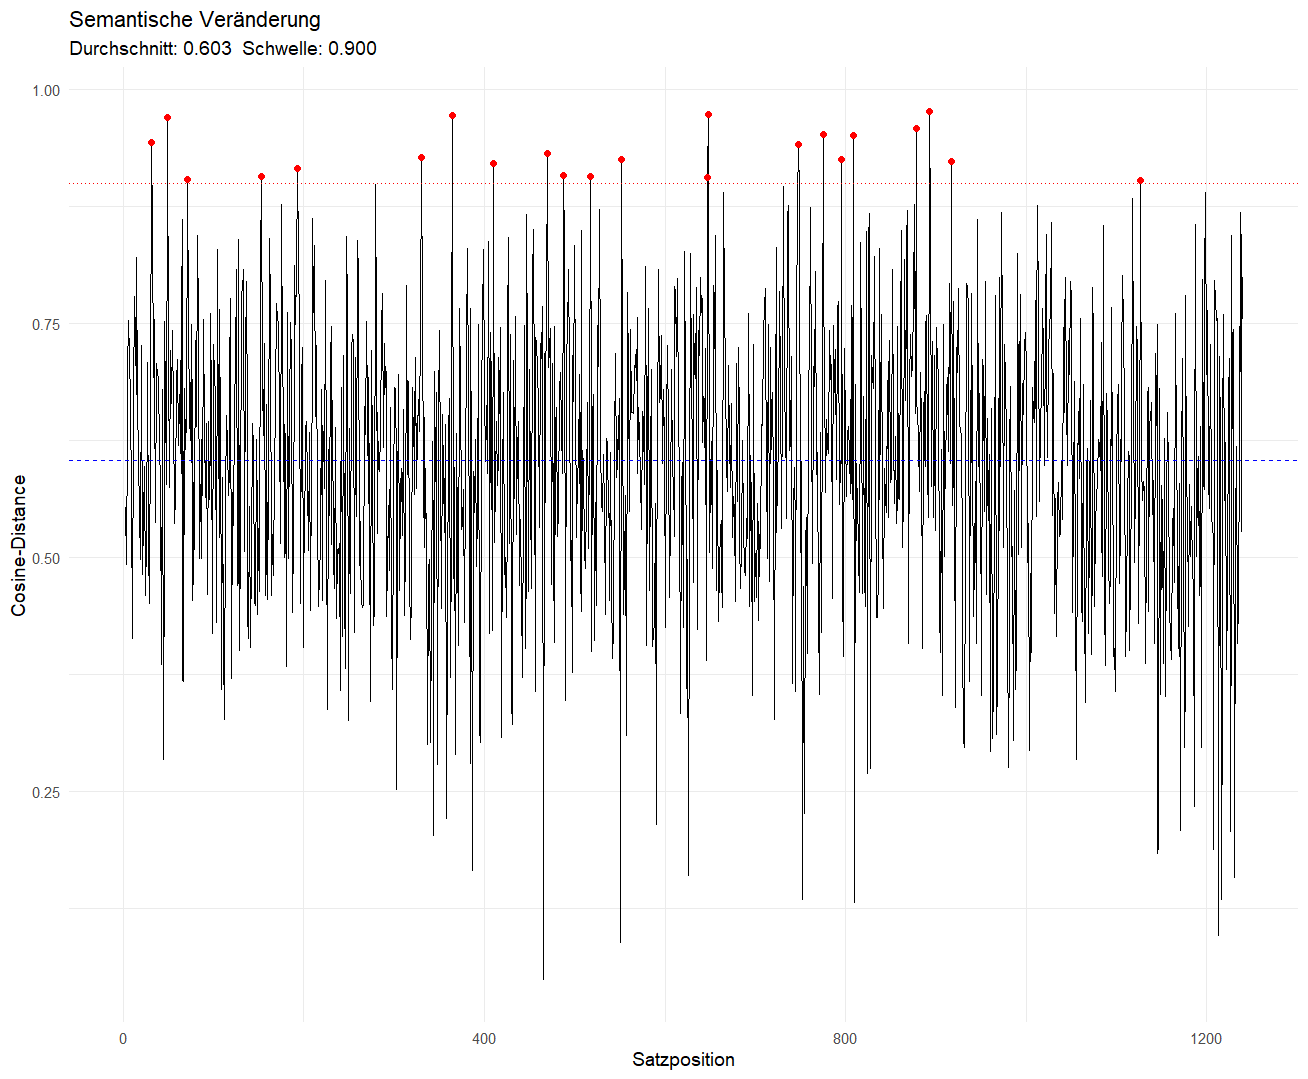 Semantische Veränderung
Durchschnitt: 0.603  Schwelle: 0.900
1.00
0.75
0.50
0.25
Cosine-Distance
0
400
800
1200
Satzposition